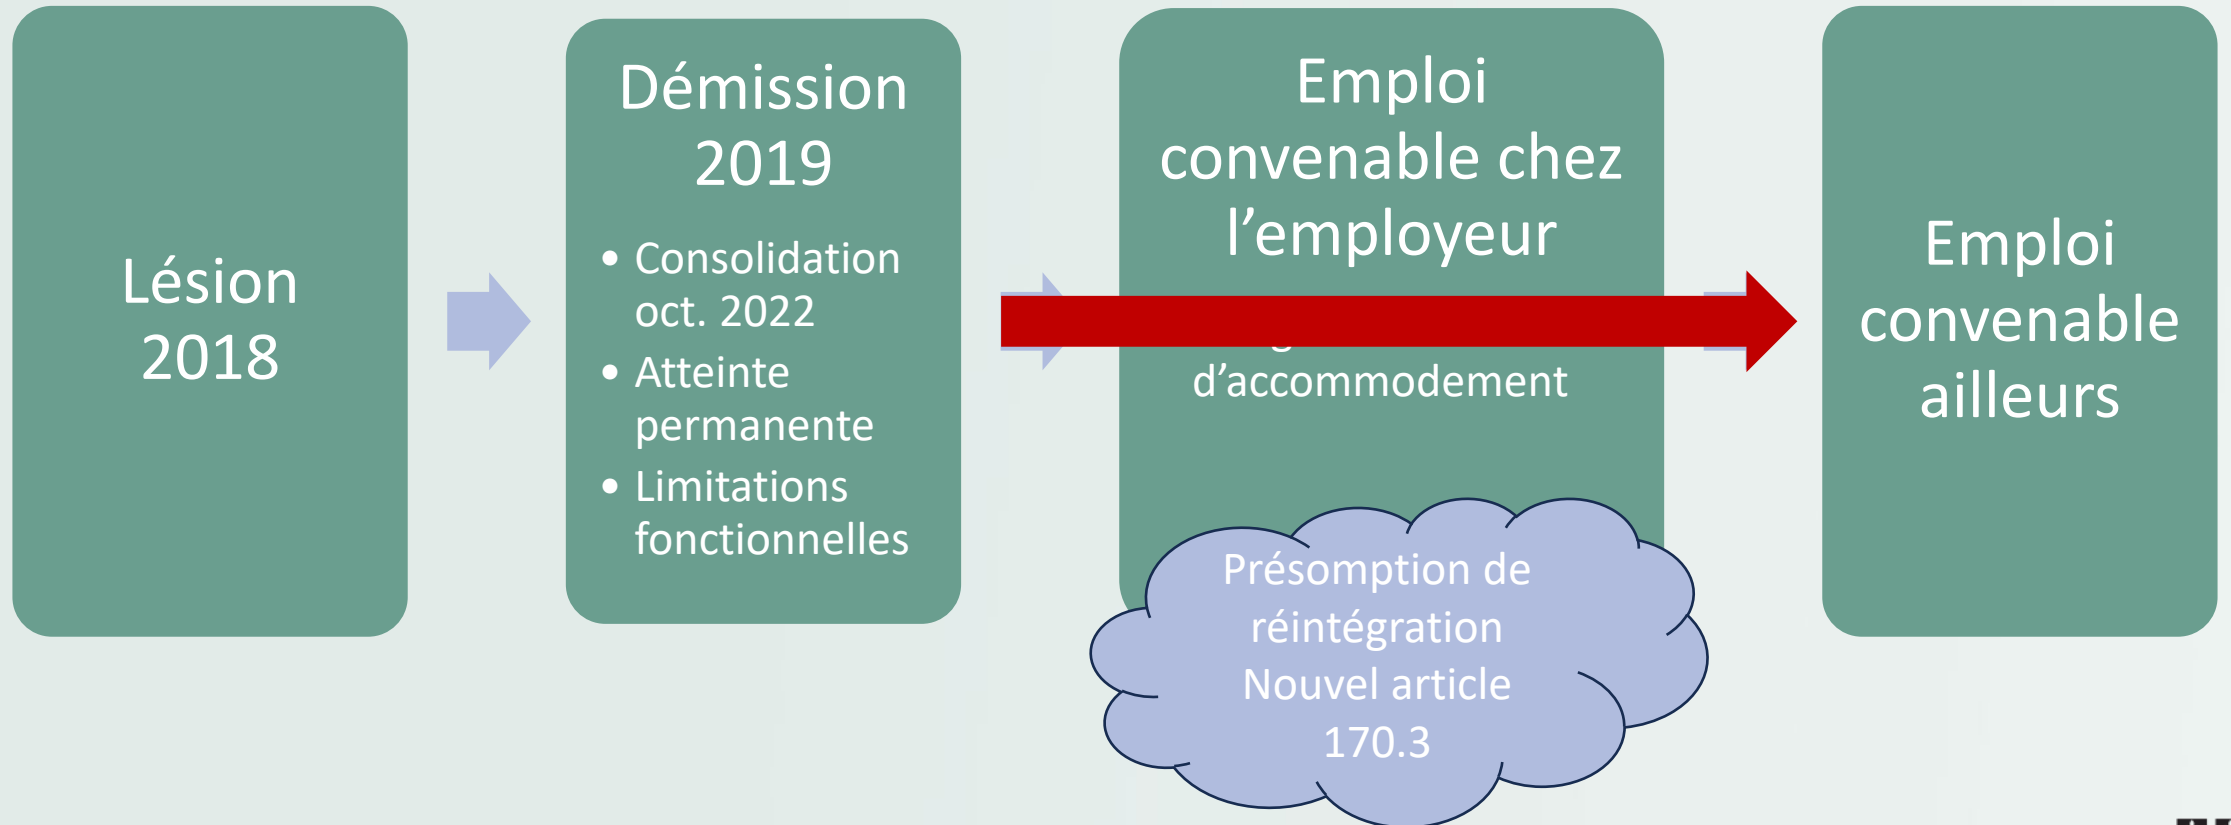 Lésion
2018
Démission
2019
• Consolidation
oct. 2022
• Atteinte
permanente
• Limitations
fonctionnelles
Emploi
convenable chez
l’employeur
d’accommodement
Présomption de
réintégration
Nouvel article
170.3
Emploi
convenable
ailleurs